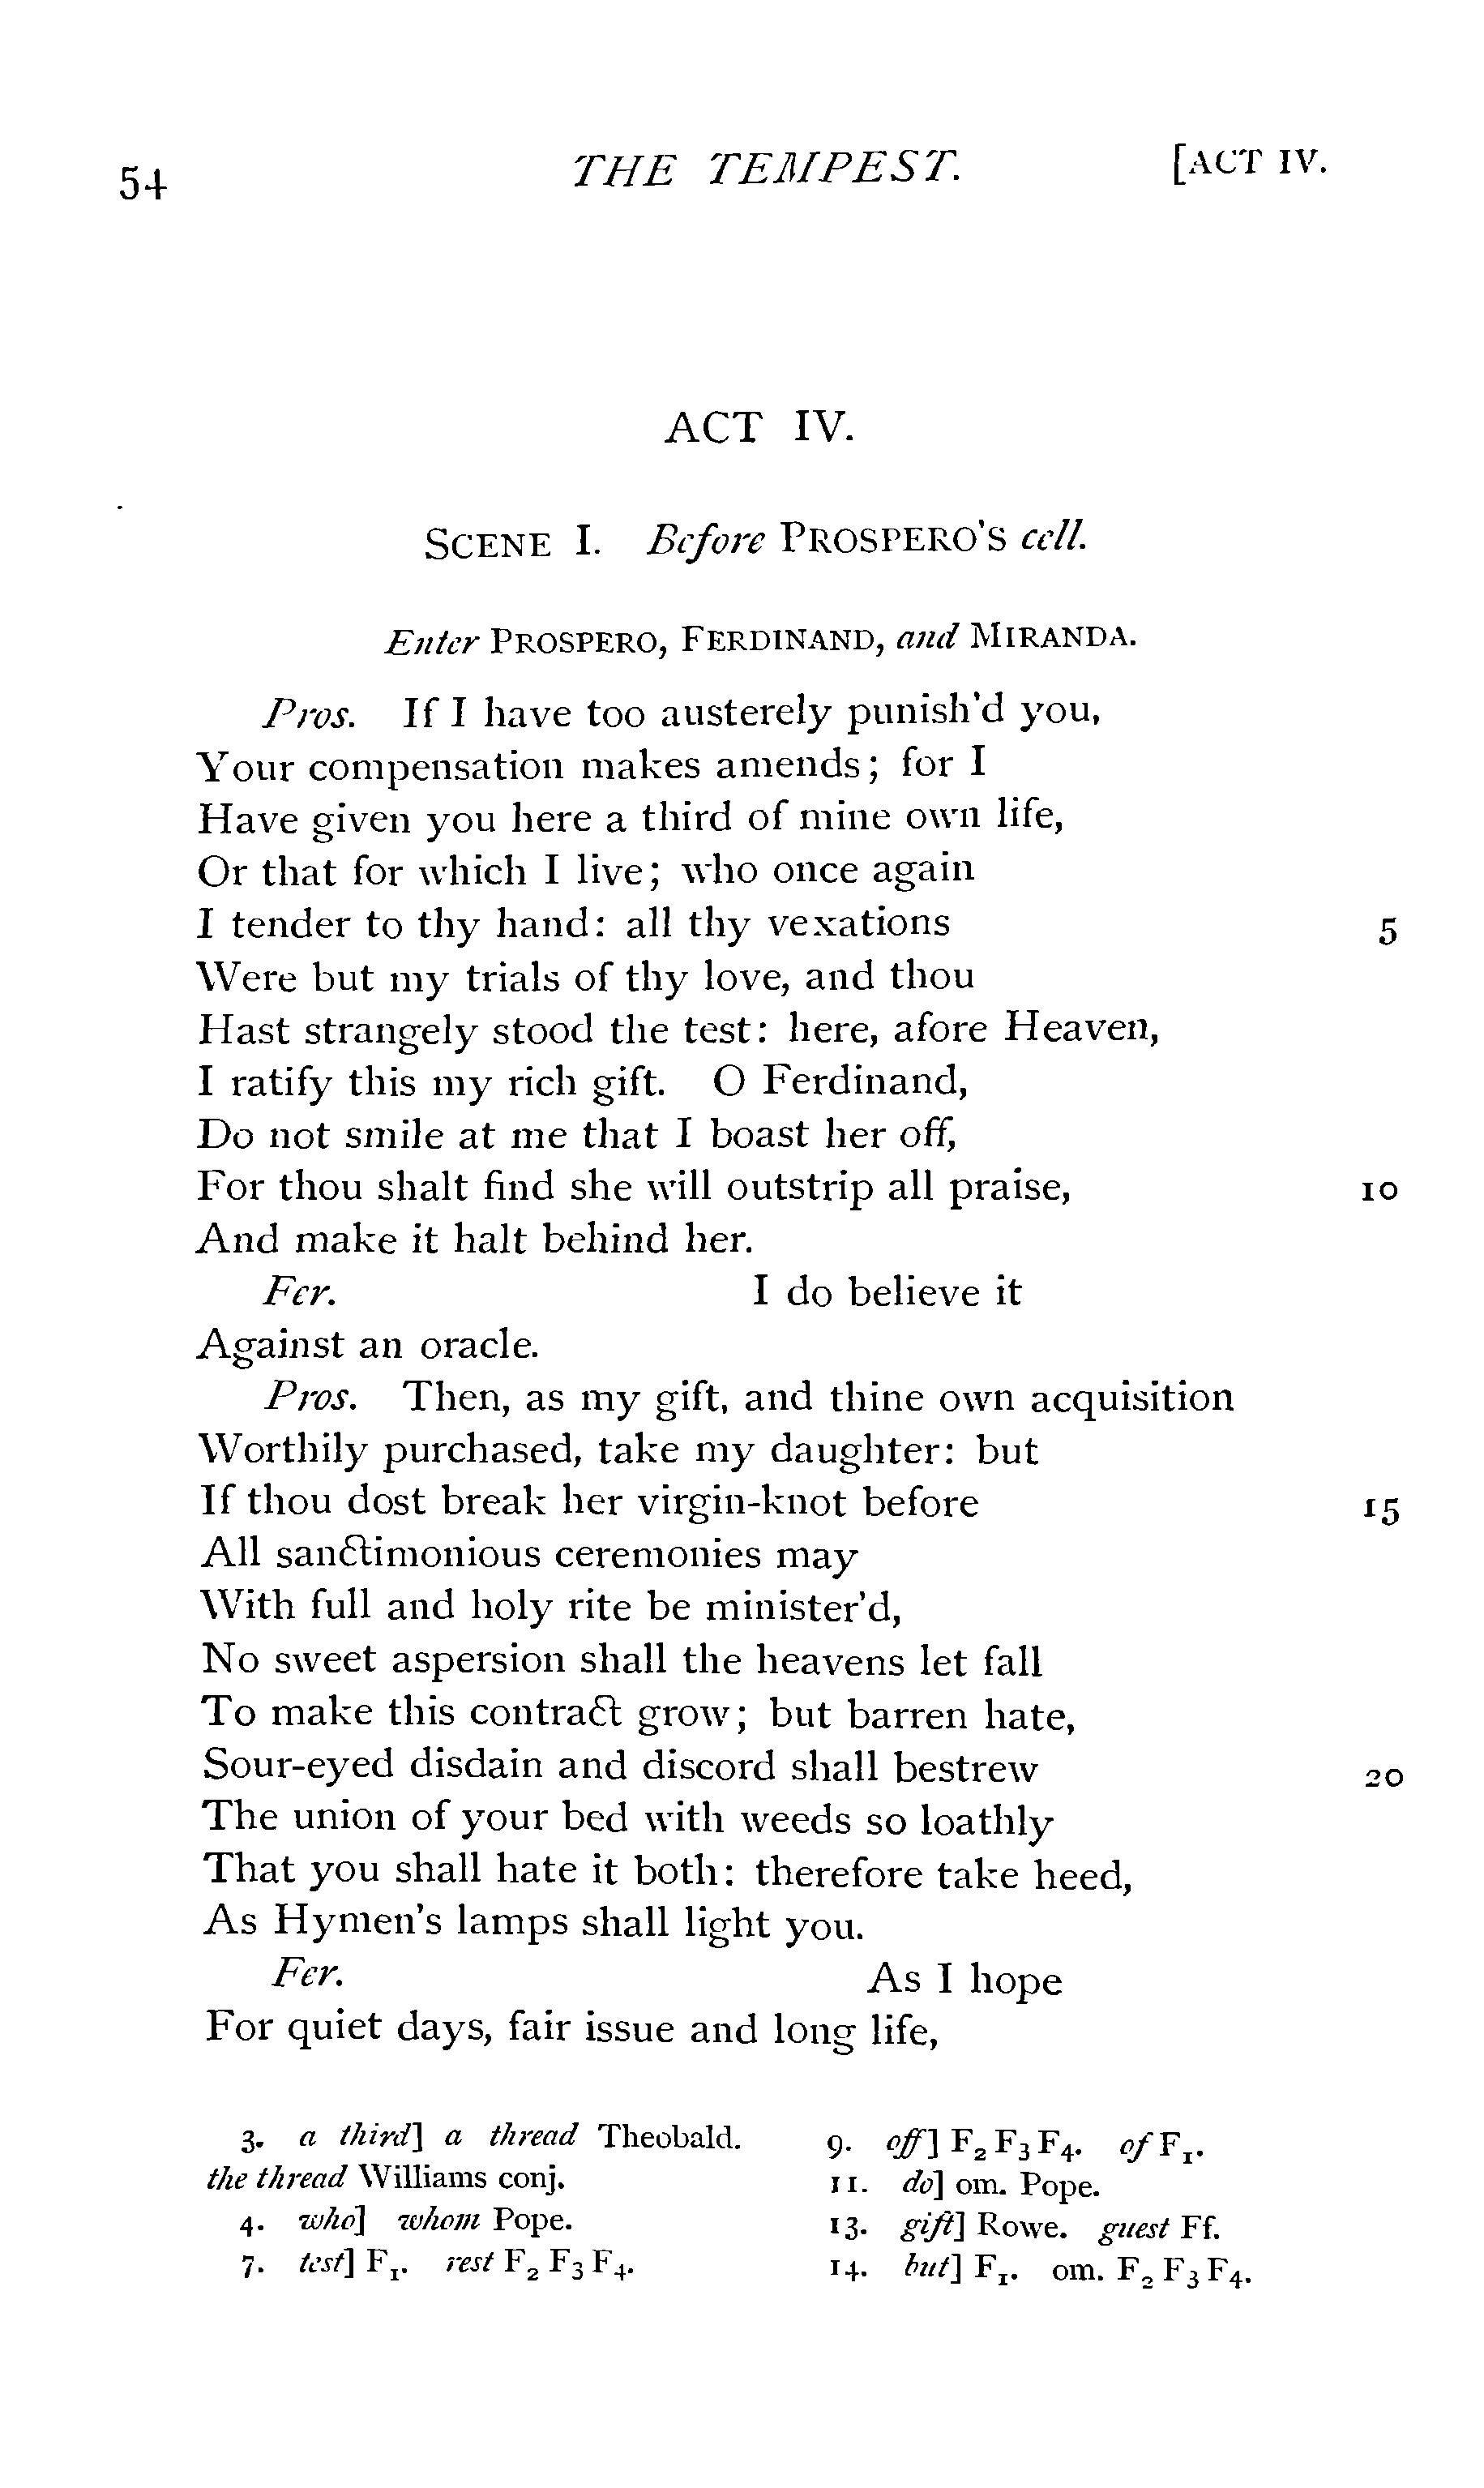 54 THE TEMPEST. [ACT IV.
ACT IV.
SCENE I. Before PROSPERO'S cell.
Enter PROSPERO, FERDINAND, and MIRANDA.
Pros. If I have too austerely punish'd you,
Your compensation makes amends; for I
Have given you here a third of mine own life,
Or that for which I live; who once again
I tender to thy hand: all thy vexations 5
Were but my trials of thy love, and thou
Hast strangely stood the test: here, afore Heaven,
I ratify this my rich gift. O Ferdinand,
Do not smile at me that I boast her off,
For thou shalt find she will outstrip all praise, 10
And make it halt behind her.
Fer. I do believe it
Against an oracle.
Pros. Then, as my gift, and thine own acquisition
Worthily purchased, take my daughter: but
If thou dost break her virgin-knot before 15
All sanctimonious ceremonies may
With full and holy rite be minister'd,
No sweet aspersion shall the heavens let fall
To make this contract grow; but barren hate,
Sour-eyed disdain and discord shall bestrew 20
The union of your bed with weeds so loathly
That you shall hate it both: therefore take heed,
As Hymen's lamps shall light you.
Fer. As I hope
For quiet days, fair issue and long life,
3. a third] a thread Theobald.
the thread Williams conj.
4. who] whom Pope.
7. test] F₁. rest F₂ F₃ F₄.
9. off] F₂ F₃ F₄. of F₁.
11. do] om. Pope.
13. gift] Rowe. guest Ff.
14. but] F₁. om. F₂ F₃ F₄.